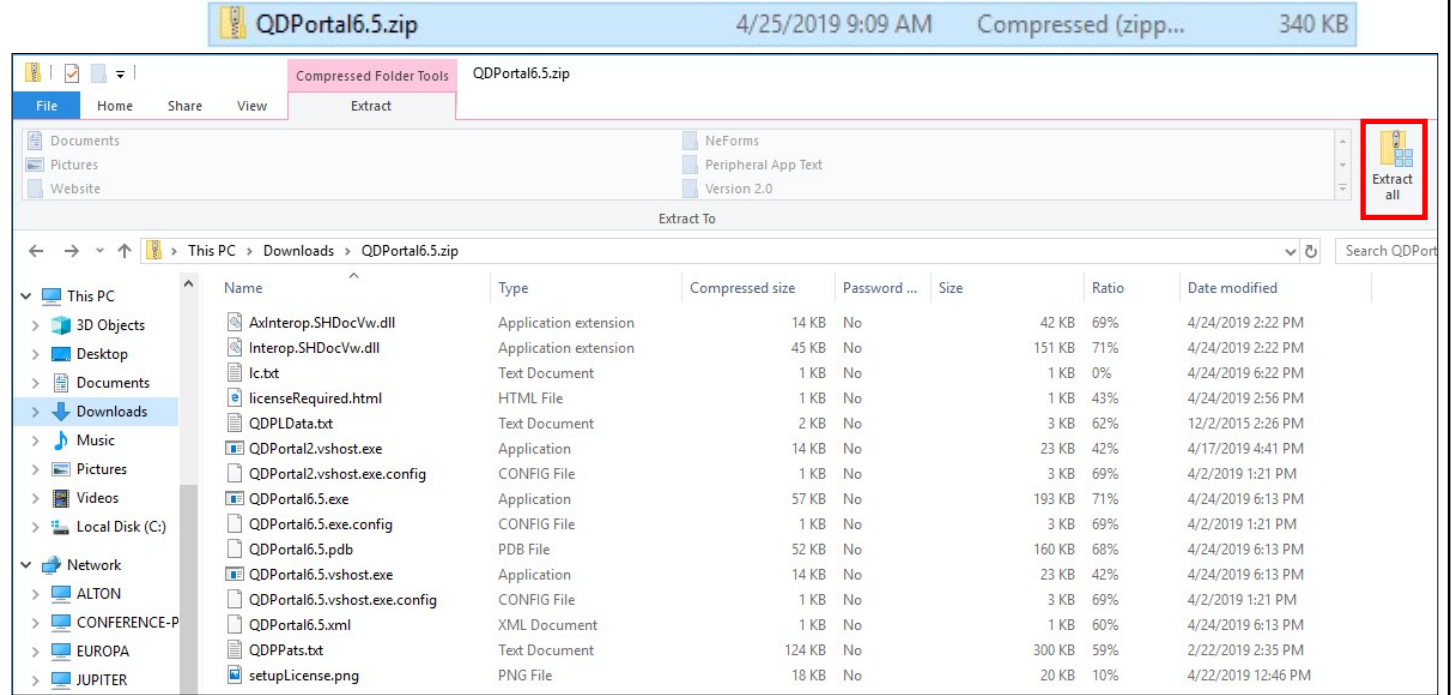 QDPortal6.5.zip 4/25/2019 9:09 AM Compressed (zipp... 340 KB
Compressed Folder Tools QDPortal6.5.zip
File Home Share View Extract
Documents NeForms
Pictures Peripheral App Text
Website Version 2.0
Extract all
Extract To
This PC > Downloads > QDPortal6.5.zip Search QDPort
Name Type Compressed size Password ... Size Ratio Date modified
This PC
3D Objects
Desktop
Documents
Downloads
Music
Pictures
Videos
Local Disk (C:)
Network
ALTON
CONFERENCE-P
EUROPA
JUPITER
AxInterop.SHDocVw.dll Application extension 14 KB No 42 KB 69% 4/24/2019 2:22 PM
Interop.SHDocVw.dll Application extension 45 KB No 151 KB 71% 4/24/2019 2:22 PM
lc.txt Text Document 1 KB No 1 KB 0% 4/24/2019 6:22 PM
licenseRequired.html HTML File 1 KB No 1 KB 43% 4/24/2019 2:56 PM
QDPLData.txt Text Document 2 KB No 3 KB 62% 12/2/2015 2:26 PM
QDPortal2.vshost.exe Application 14 KB No 23 KB 42% 4/17/2019 4:41 PM
QDPortal2.vshost.exe.config CONFIG File 1 KB No 3 KB 69% 4/2/2019 1:21 PM
QDPortal6.5.exe Application 57 KB No 193 KB 71% 4/24/2019 6:13 PM
QDPortal6.5.exe.config CONFIG File 1 KB No 3 KB 69% 4/2/2019 1:21 PM
QDPortal6.5.pdb PDB File 52 KB No 160 KB 68% 4/24/2019 6:13 PM
QDPortal6.5.vshost.exe Application 14 KB No 23 KB 42% 4/24/2019 6:13 PM
QDPortal6.5.vshost.exe.config CONFIG File 1 KB No 3 KB 69% 4/2/2019 1:21 PM
QDPortal6.5.xml XML Document 1 KB No 1 KB 60% 4/24/2019 6:13 PM
QDPPats.txt Text Document 124 KB No 300 KB 59% 2/22/2019 2:35 PM
setupLicense.png PNG File 18 KB No 20 KB 10% 4/22/2019 12:46 PM